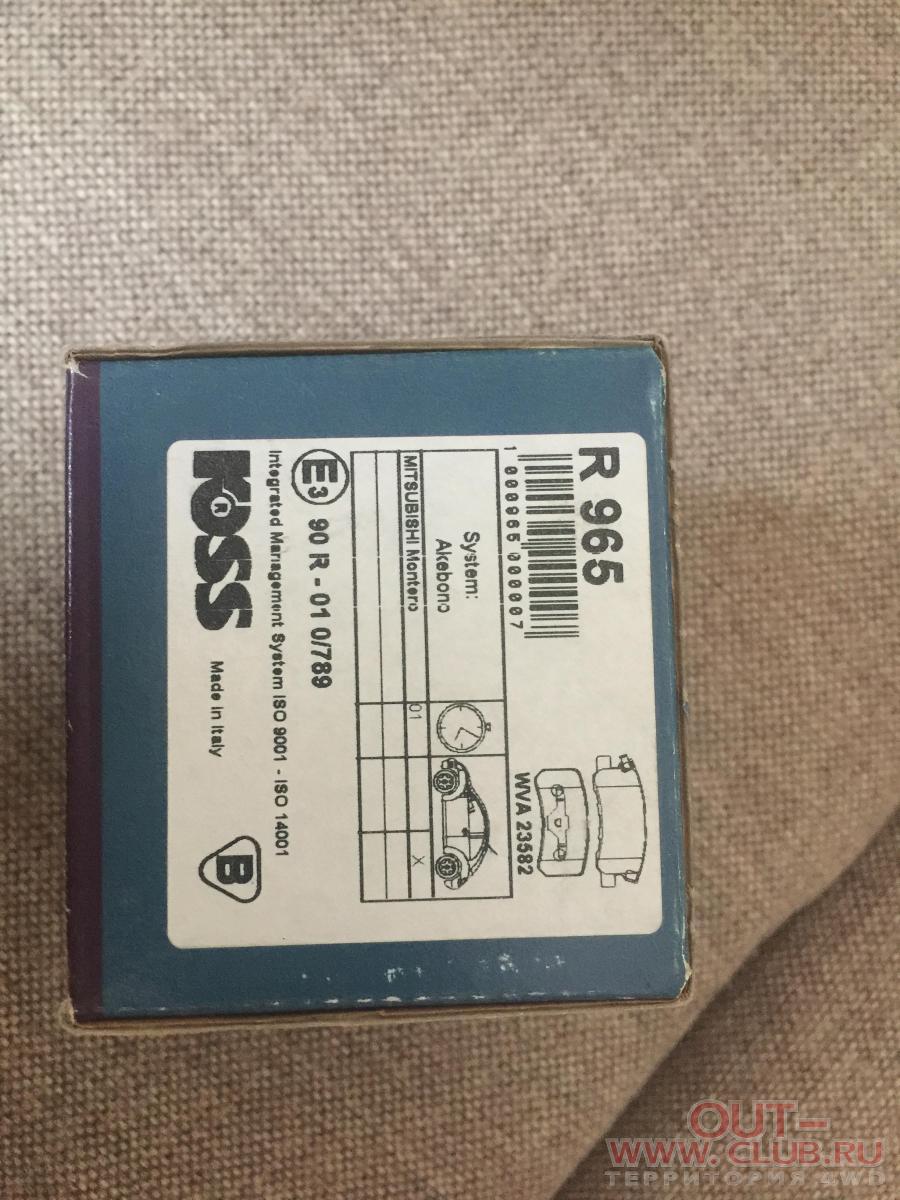 R 965
1 000965 000007
WVA 23582
System:
Akebono
MITSUBISHI Montero 01 X
E3 90 R - 01 0/789
Integrated Management System ISO 9001 - ISO 14001
ROSS ®
Made in Italy
B
OUT-
WWW.CLUB.RU
ТЕРРИТОРИЯ 4WD